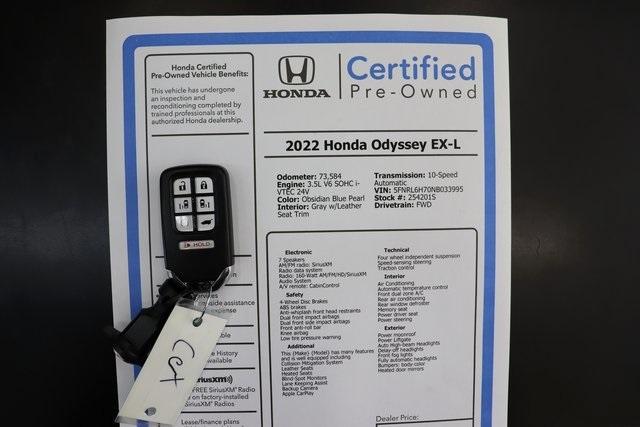 Honda Certified
Pre-Owned Vehicle Benefits:
This vehicle has undergone
an inspection and
reconditioning completed by
trained professionals at this
authorized Honda dealership.
HONDA
Certified
Pre-Owned
2022 Honda Odyssey EX-L
Odometer: 73,584
Engine: 3.5L V6 SOHC i-
VTEC 24V
Color: Obsidian Blue Pearl
Interior: Gray w/Leather
Seat Trim
Transmission: 10-Speed
Automatic
VIN: 5FNRL6H70NB033995
Stock #: 254201S
Drivetrain: FWD
HOLD
Cert
side assistance
expense
History
available
siriusxm
FREE SiriusXM® Radio
on factory-installed
SiriusXM® Radios
Lease/finance plans
Electronic
7 Speakers
AM/FM radio: SiriusXM
Radio data system
Radio: 160-Watt AM/FM/HD/SiriusXM
Audio System
A/V remote: CabinControl
Safety
4-Wheel Disc Brakes
ABS brakes
Anti-whiplash front head restraints
Dual front impact airbags
Dual front side impact airbags
Front anti-roll bar
Knee airbag
Low tire pressure warning
Additional
This (Make) (Model) has many features
and is well equipped including
Collision Mitigation System
Leather Seats
Heated Seats
Blind-Spot Monitors
Lane Keeping Assist
Backup Camera
Apple CarPlay
Technical
Four wheel independent suspension
Speed-sensing steering
Traction control
Interior
Air Conditioning
Automatic temperature control
Front dual zone A/C
Rear air conditioning
Rear window defroster
Memory seat
Power driver seat
Power steering
Exterior
Power moonroof
Power Liftgate
Auto High-beam Headlights
Delay-off headlights
Front fog lights
Fully automatic headlights
Bumpers: body-color
Heated door mirrors
Dealer Price: